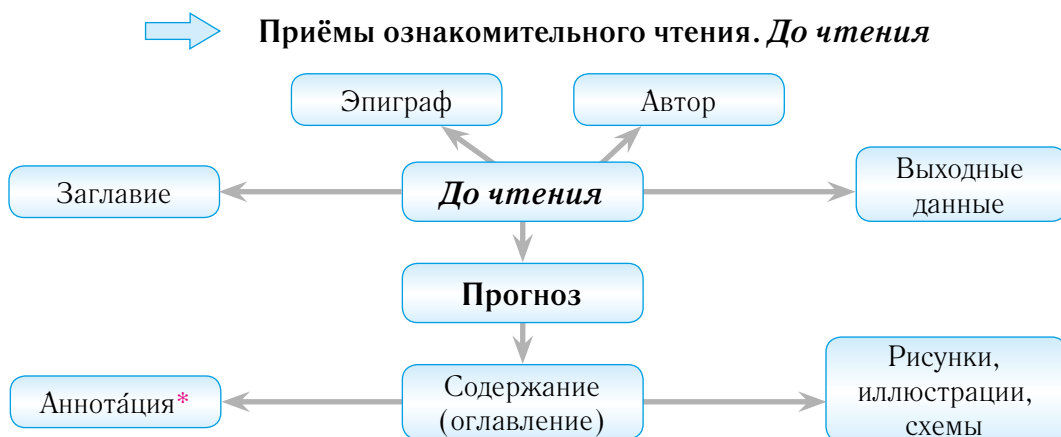 Приёмы ознакомительного чтения. До чтения
Эпиграф
Автор
Заглавие
До чтения
Выходные
данные
Прогноз
Аннота́ция*
Содержание
(оглавление)
Рисунки,
иллюстрации,
схемы